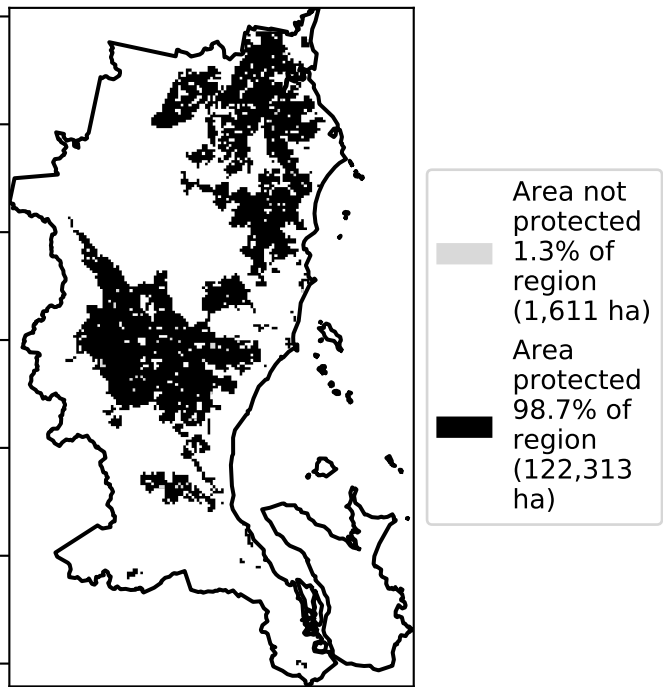 Area not
protected
1.3% of
region
(1,611 ha)
Area
protected
98.7% of
region
(122,313
ha)